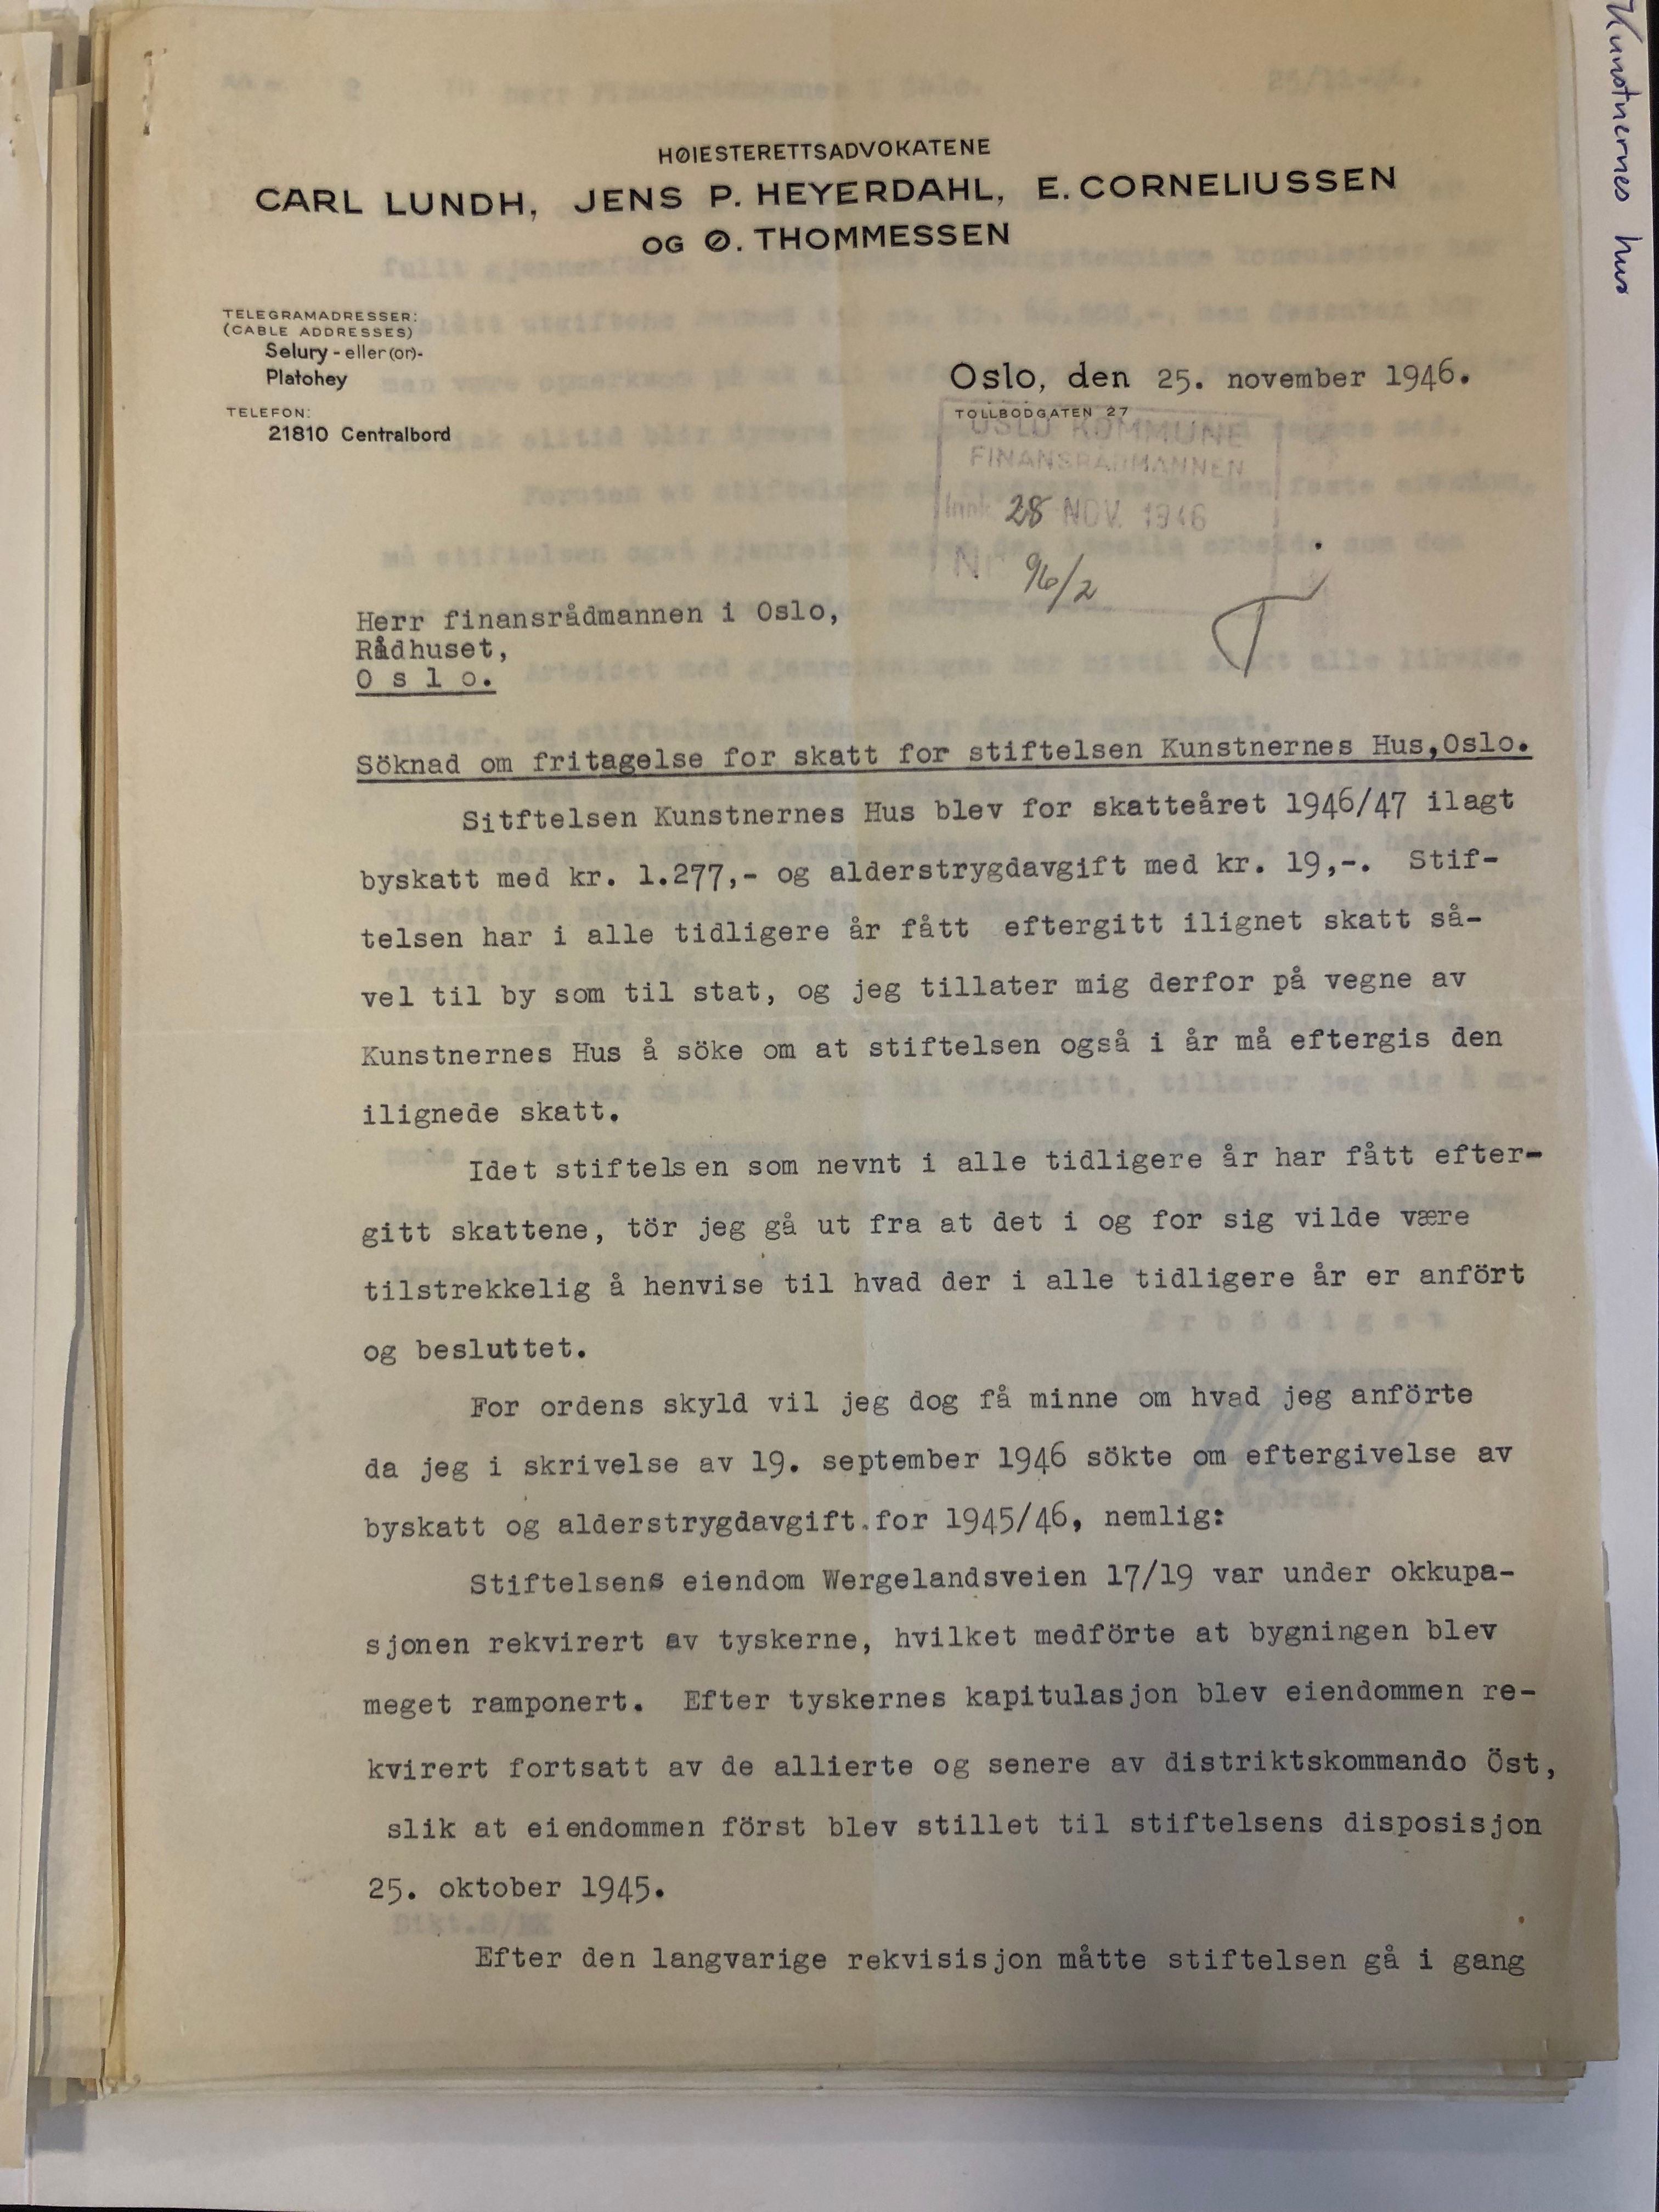 Kunstnernes hus
HØIESTERETTSADVOKATENE
CARL LUNDH, JENS P. HEYERDAHL, E. CORNELIUSSEN
OG Ø. THOMMESSEN
TELEGRAMADRESSER:
(CABLE ADDRESSES)
Selury - eller (or)-
Platohey
TELEFON:
21810 Centralbord
Oslo, den 25. november 1946.
TOLLBODGATEN 27
OSLO KOMMUNE
FINANSRÅDMANNEN
Innk. 28 NOV. 1946
Nr. 96/2
Herr finansrådmannen i Oslo,
Rådhuset,
O s l o.
Söknad om fritagelse for skatt for stiftelsen Kunstnernes Hus,Oslo.
Sitftelsen Kunstnernes Hus blev for skatteåret 1946/47 ilagt
byskatt med kr. 1.277,- og alderstrygdavgift med kr. 19,-. Stif-
telsen har i alle tidligere år fått eftergitt ilignet skatt så-
vel til by som til stat, og jeg tillater mig derfor på vegne av
Kunstnernes Hus å söke om at stiftelsen også i år må eftergis den
ilignede skatt.
Idet stiftelsen som nevnt i alle tidligere år har fått efter-
gitt skattene, tör jeg gå ut fra at det i og for sig vilde være
tilstrekkelig å henvise til hvad der i alle tidligere år er anfört
og besluttet.
For ordens skyld vil jeg dog få minne om hvad jeg anförte
da jeg i skrivelse av 19. september 1946 sökte om eftergivelse av
byskatt og alderstrygdavgift.for 1945/46, nemlig:
Stiftelsens eiendom Wergelandsveien 17/19 var under okkupa-
sjonen rekvirert av tyskerne, hvilket medförte at bygningen blev
meget ramponert. Efter tyskernes kapitulasjon blev eiendommen re-
kvirert fortsatt av de allierte og senere av distriktskommando Öst,
slik at eiendommen först blev stillet til stiftelsens disposisjon
25. oktober 1945.
Efter den langvarige rekvisisjon måtte stiftelsen gå i gang